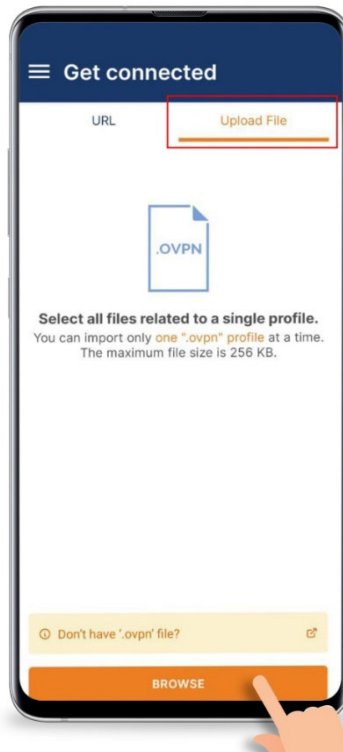 Get connected
URL
Upload File
.OVPN
Select all files related to a single profile.
You can import only one ".ovpn" profile at a time.
The maximum file size is 256 KB.
Don't have '.ovpn' file?
BROWSE